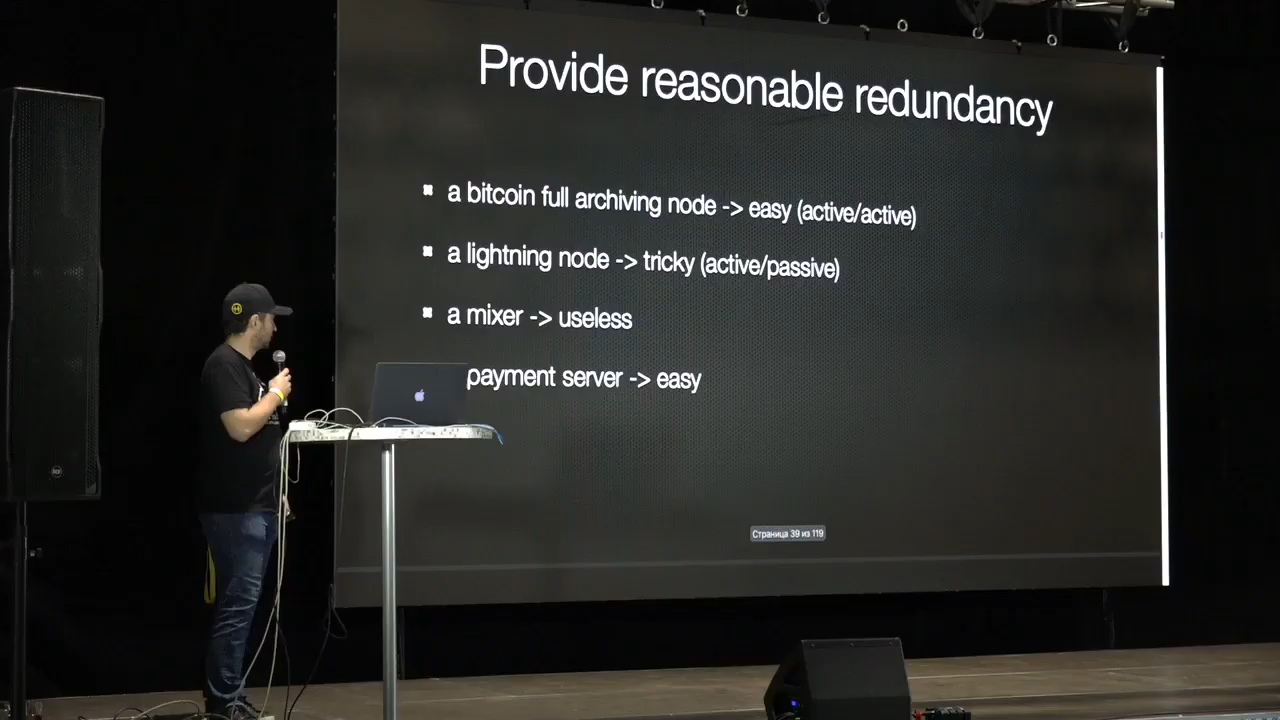 Provide reasonable redundancy
a bitcoin full archiving node -> easy (active/active)
a lightning node -> tricky (active/passive)
a mixer -> useless
payment server -> easy
Страница 39 из 119